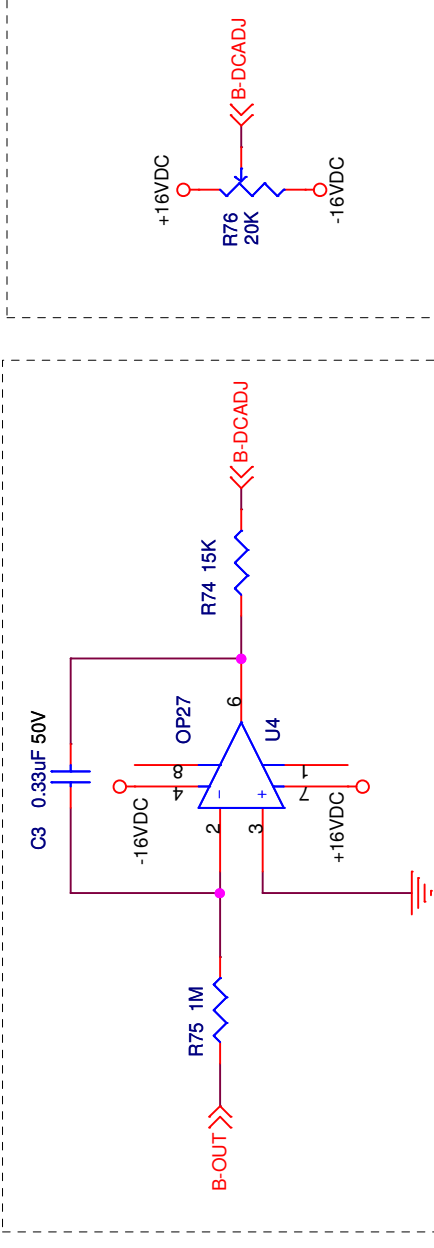 C3 0.33uF 50V
-16VDC
OP27
8
4
2
3
6
U4
7
1
+16VDC
R75 1M
B-OUT
R74 15K
B-DCADJ
+16VDC
R76
20K
B-DCADJ
-16VDC